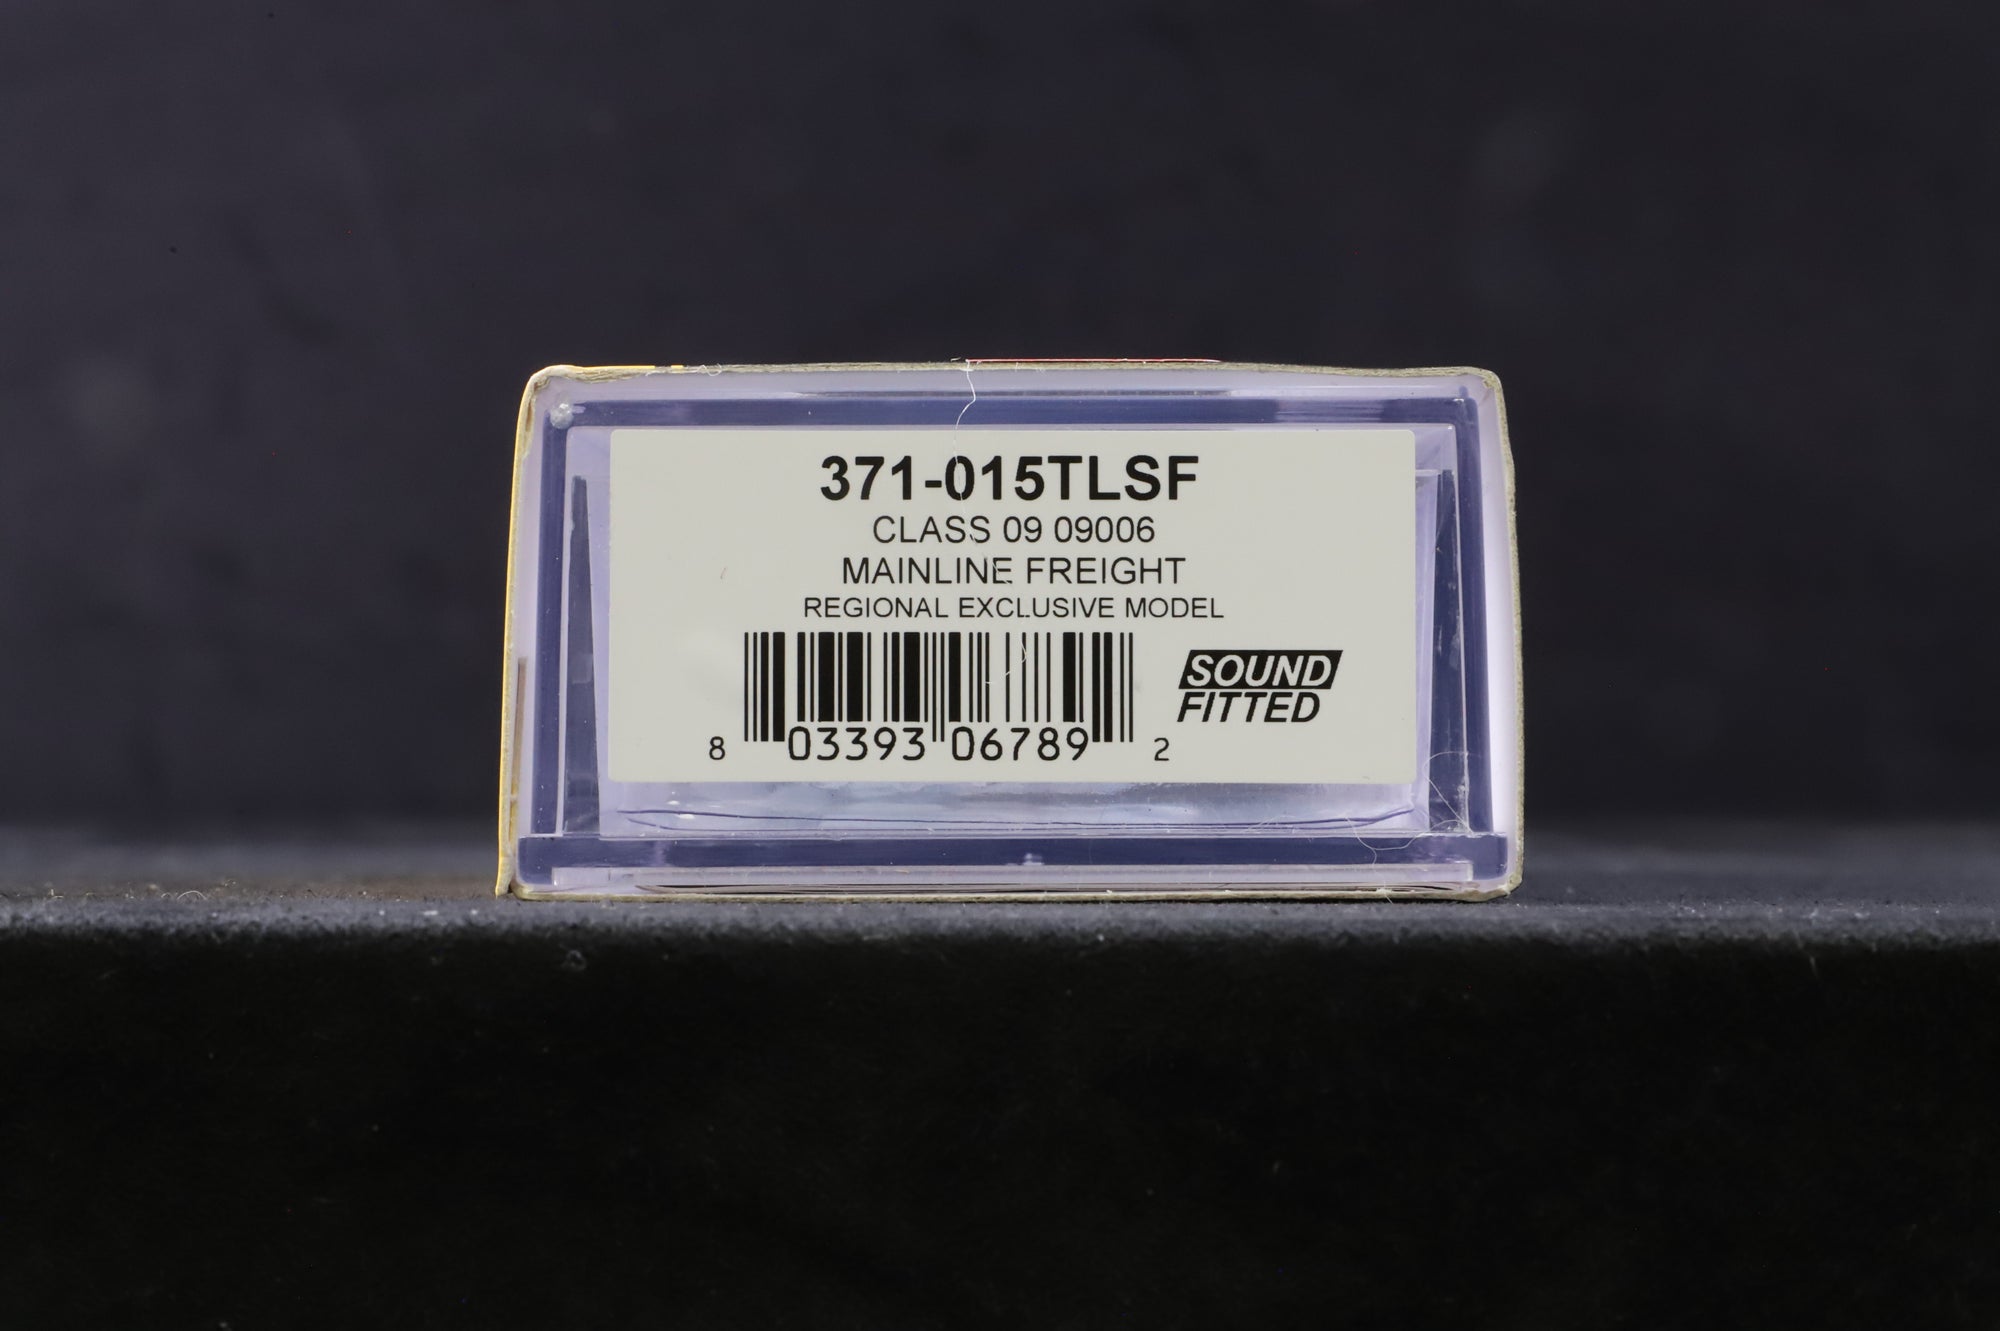 371-015TLSF
CLASS 09 09006
MAINLINE FREIGHT
REGIONAL EXCLUSIVE MODEL
SOUND
FITTED
8 03393 06789 2